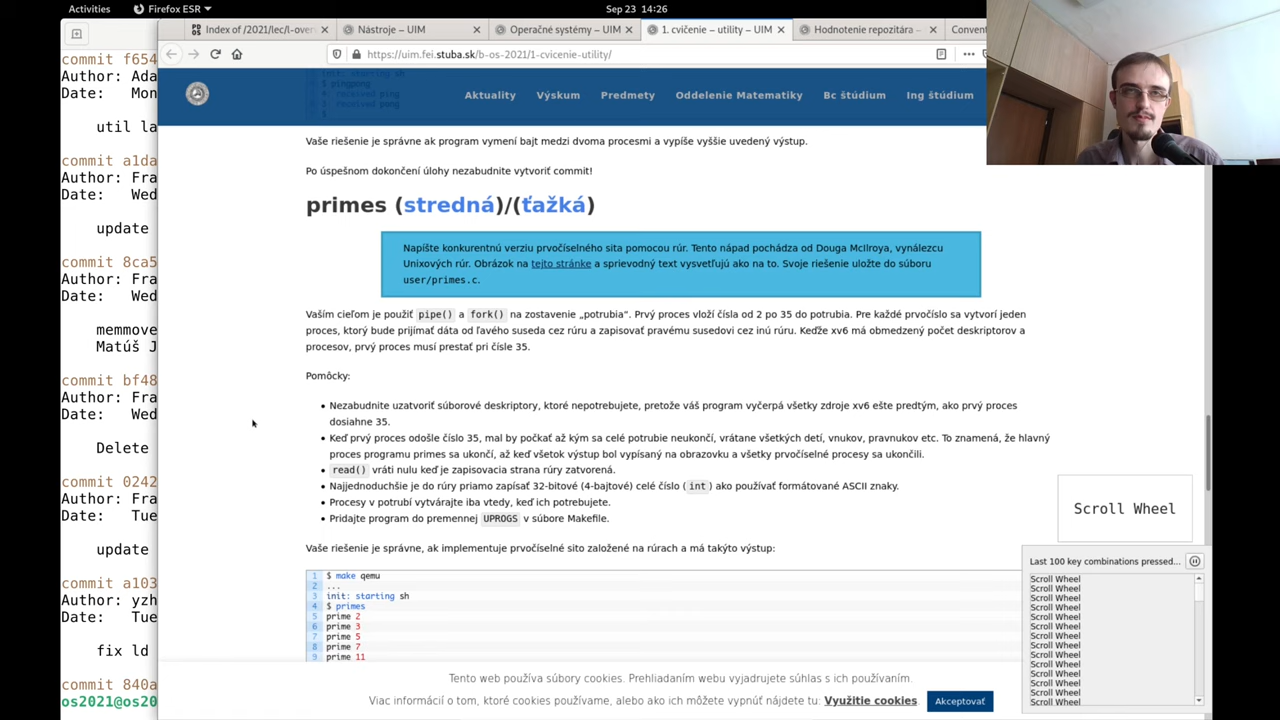 Activities
Firefox ESR
Sep 23 14:26
Index of /2021/lec/l-over
Nástroje – UIM
Operačné systémy – UIM
1. cvičenie – utility – UIM
Hodnotenie repozitára –
Convent
https://uim.fei.stuba.sk/b-os-2021/1-cvicenie-utility/
commit f654
Author: Ada
Date: Mon
util la
commit a1da
Author: Fra
Date: Wed
update
commit 8ca5
Author: Fra
Date: Wed
memmove
Matúš J
commit bf48
Author: Fra
Date: Wed
Delete
commit 0242
Author: Fra
Date: Tue
update
commit a103
Author: yzh
Date: Tue
fix ld
commit 840a
os2021@os20
init: starting sh
$ pingpong
4: received ping
3: received pong
$
Aktuality
Výskum
Predmety
Oddelenie Matematiky
Bc štúdium
Ing štúdium
Vaše riešenie je správne ak program vymení bajt medzi dvoma procesmi a vypíše vyššie uvedený výstup.
Po úspešnom dokončení úlohy nezabudnite vytvoriť commit!
primes (stredná)/(ťažká)
Napíšte konkurentnú verziu prvočíselného sita pomocou rúr. Tento nápad pochádza od Douga McIlroya, vynálezcu
Unixových rúr. Obrázok na tejto stránke a sprievodný text vysvetľujú ako na to. Svoje riešenie uložte do súboru
user/primes.c.
Vaším cieľom je použiť pipe() a fork() na zostavenie „potrubia“. Prvý proces vloží čísla od 2 po 35 do potrubia. Pre každé prvočíslo sa vytvorí jeden
proces, ktorý bude prijímať dáta od ľavého suseda cez rúru a zapisovať pravému susedovi cez inú rúru. Keďže xv6 má obmedzený počet deskriptorov a
procesov, prvý proces musí prestať pri čísle 35.
Pomôcky:
• Nezabudnite uzatvoriť súborové deskriptory, ktoré nepotrebujete, pretože váš program vyčerpá všetky zdroje xv6 ešte predtým, ako prvý proces
dosiahne 35.
• Keď prvý proces odošle číslo 35, mal by počkať až kým sa celé potrubie neukončí, vrátane všetkých detí, vnukov, pravnukov etc. To znamená, že hlavný
proces programu primes sa ukončí, až keď všetok výstup bol vypísaný na obrazovku a všetky prvočíselné procesy sa ukončili.
• read() vráti nulu keď je zapisovacia strana rúry zatvorená.
• Najjednoduchšie je do rúry priamo zapísať 32-bitové (4-bajtové) celé číslo (int) ako používať formátované ASCII znaky.
• Procesy v potrubí vytvárajte iba vtedy, keď ich potrebujete.
• Pridajte program do premennej UPROGS v súbore Makefile.
Vaše riešenie je správne, ak implementuje prvočíselné sito založené na rúrach a má takýto výstup:
1 $ make qemu
2 ...
3 init: starting sh
4 $ primes
5 prime 2
6 prime 3
7 prime 5
8 prime 7
9 prime 11
Tento web používa súbory cookies. Prehliadaním webu vyjadrujete súhlas s ich používaním.
Viac informácií o tom, ktoré cookies používame, alebo ako ich môžete vypnúť nájdete tu: Využitie cookies
Akceptovať
Scroll Wheel
Last 100 key combinations pressed...
Scroll Wheel
Scroll Wheel
Scroll Wheel
Scroll Wheel
Scroll Wheel
Scroll Wheel
Scroll Wheel
Scroll Wheel
Scroll Wheel
Scroll Wheel
Scroll Wheel
Scroll Wheel
Scroll Wheel
Scroll Wheel